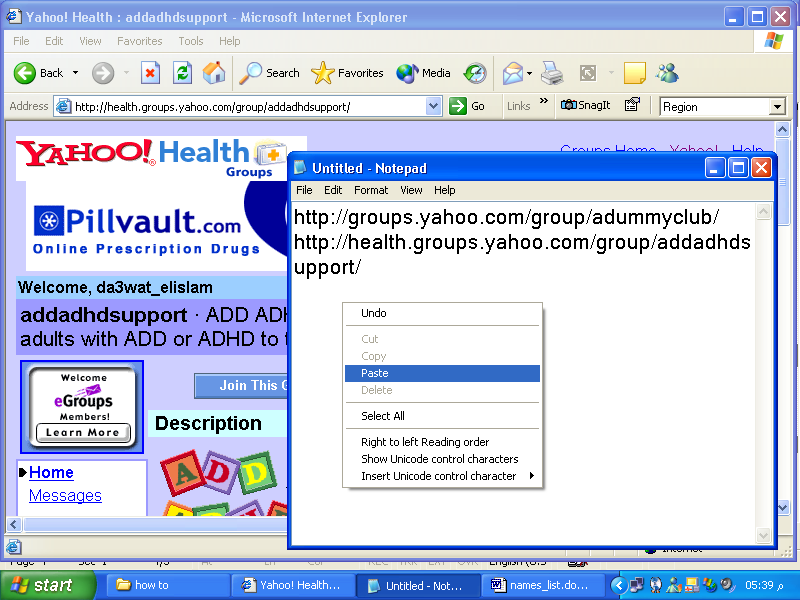 Yahoo! Health : addadhdsupport - Microsoft Internet Explorer
File Edit View Favorites Tools Help
Back Search Favorites Media
Address http://health.groups.yahoo.com/group/addadhdsupport/ Go Links » SnagIt Region
YAHOO! Health
Groups
Groups Home Yahoo! Help
Pillvault.com
Online Prescription Drugs
Welcome, da3wat_elislam
addadhdsupport · ADD ADH
adults with ADD or ADHD to
Welcome
eGroups
Members!
Learn More
Join This G
Description
Home
Messages
ADD
Untitled - Notepad
File Edit Format View Help
http://groups.yahoo.com/group/adummyclub/
http://health.groups.yahoo.com/group/addadhds
upport/
Undo
Cut
Copy
Paste
Delete
Select All
Right to left Reading order
Show Unicode control characters
Insert Unicode control character
Internet
start how to Yahoo! Health... Untitled - Not... names_list.do... 05:39 م